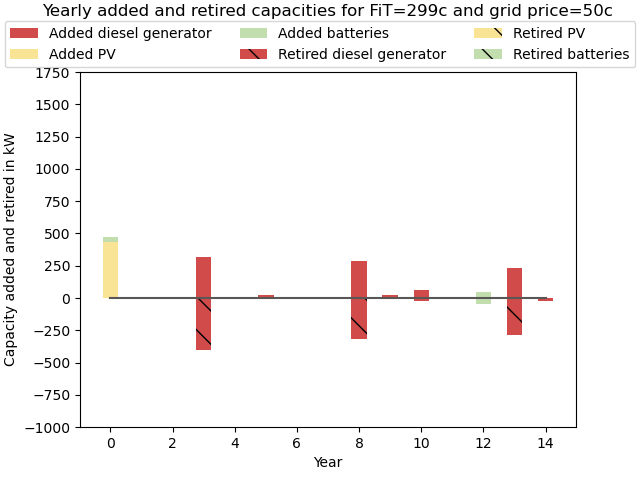 Yearly added and retired capacities for FiT=299c and grid price=50c
Added diesel generator
Added PV
Added batteries
Retired diesel generator
Retired PV
Retired batteries
Capacity added and retired in kW
1750
1500
1250
1000
750
500
250
0
−250
−500
−750
−1000
0 2 4 6 8 10 12 14
Year